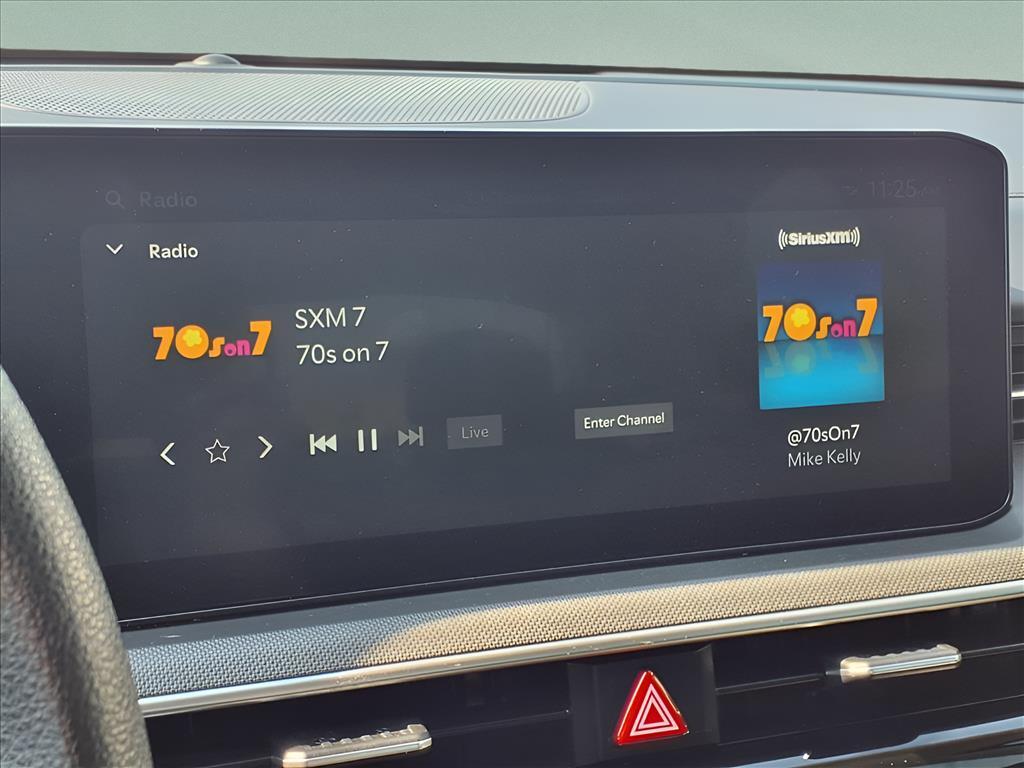 Radio
11:25
Radio
SiriusXM
70s on 7
SXM 7
70s on 7
70s on 7
Live
Enter Channel
@70sOn7
Mike Kelly